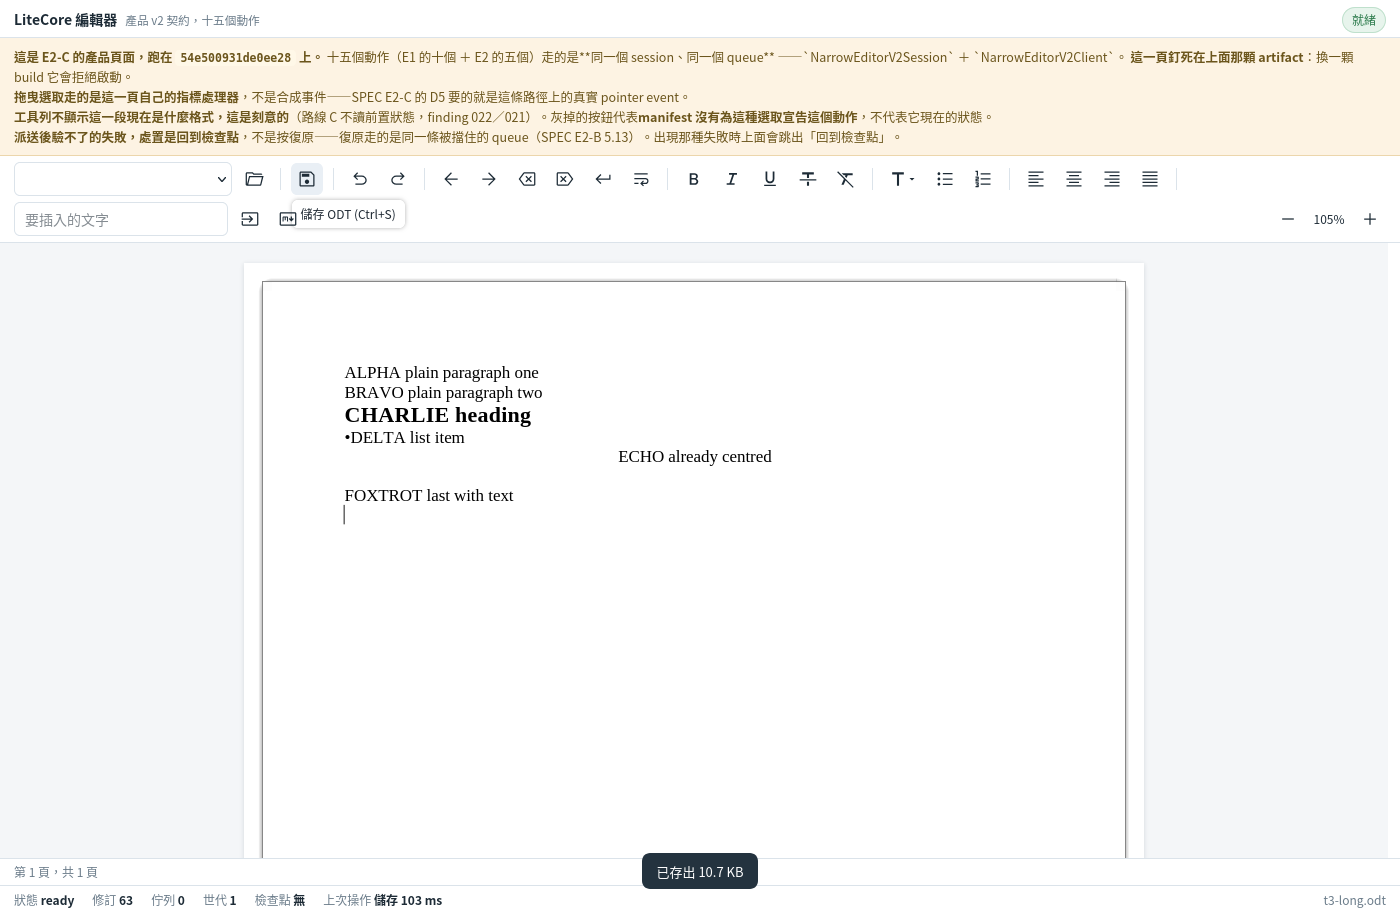 LiteCore 編輯器 產品 v2 契約，十五個動作 就緒
這是 E2-C 的產品頁面，跑在 54e500931de0ee28 上。 十五個動作（E1 的十個 ＋ E2 的五個）走的是**同一個 session、同一個 queue** ——`NarrowEditorV2Session` ＋ `NarrowEditorV2Client`。 這一頁釘死在上面那顆 artifact：換一顆
build 它會拒絕啟動。
拖曳選取走的是這一頁自己的指標處理器，不是合成事件——SPEC E2-C 的 D5 要的就是這條路徑上的真實 pointer event。
工具列不顯示這一段現在是什麼格式，這是刻意的（路線 C 不讀前置狀態，finding 022／021）。灰掉的按鈕代表manifest 沒有為這種選取宣告這個動作，不代表它現在的狀態。
派送後驗不了的失敗，處置是回到檢查點，不是按復原——復原走的是同一條被擋住的 queue（SPEC E2-B 5.13）。出現那種失敗時上面會跳出「回到檢查點」。
要插入的文字 儲存 ODT (Ctrl+S) 105%
ALPHA plain paragraph one
BRAVO plain paragraph two
CHARLIE heading
•DELTA list item
ECHO already centred
FOXTROT last with text
第 1 頁，共 1 頁
已存出 10.7 KB
狀態 ready 修訂 63 佇列 0 世代 1 檢查點 無 上次操作 儲存 103 ms t3-long.odt